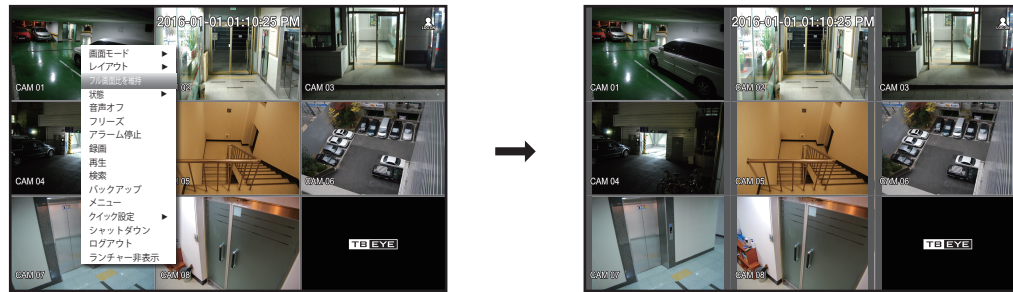 2016-01-01 01:10:25 PM
CAM 01
CAM 03
画面モード
レイアウト
フル画面比を維持
状態
音声オフ
フリーズ
アラーム停止
録画
再生
検索
バックアップ
メニュー
クイック設定
シャットダウン
ログアウト
ランチャー非表示
CAM 04
05
CAM 06
CAM 07
CAM 08
TB EYE
2016-01-01 01:10:25 PM
CAM 01
CAM 02
CAM 03
CAM 04
CAM 05
CAM 06
CAM 07
CAM 08
TB EYE